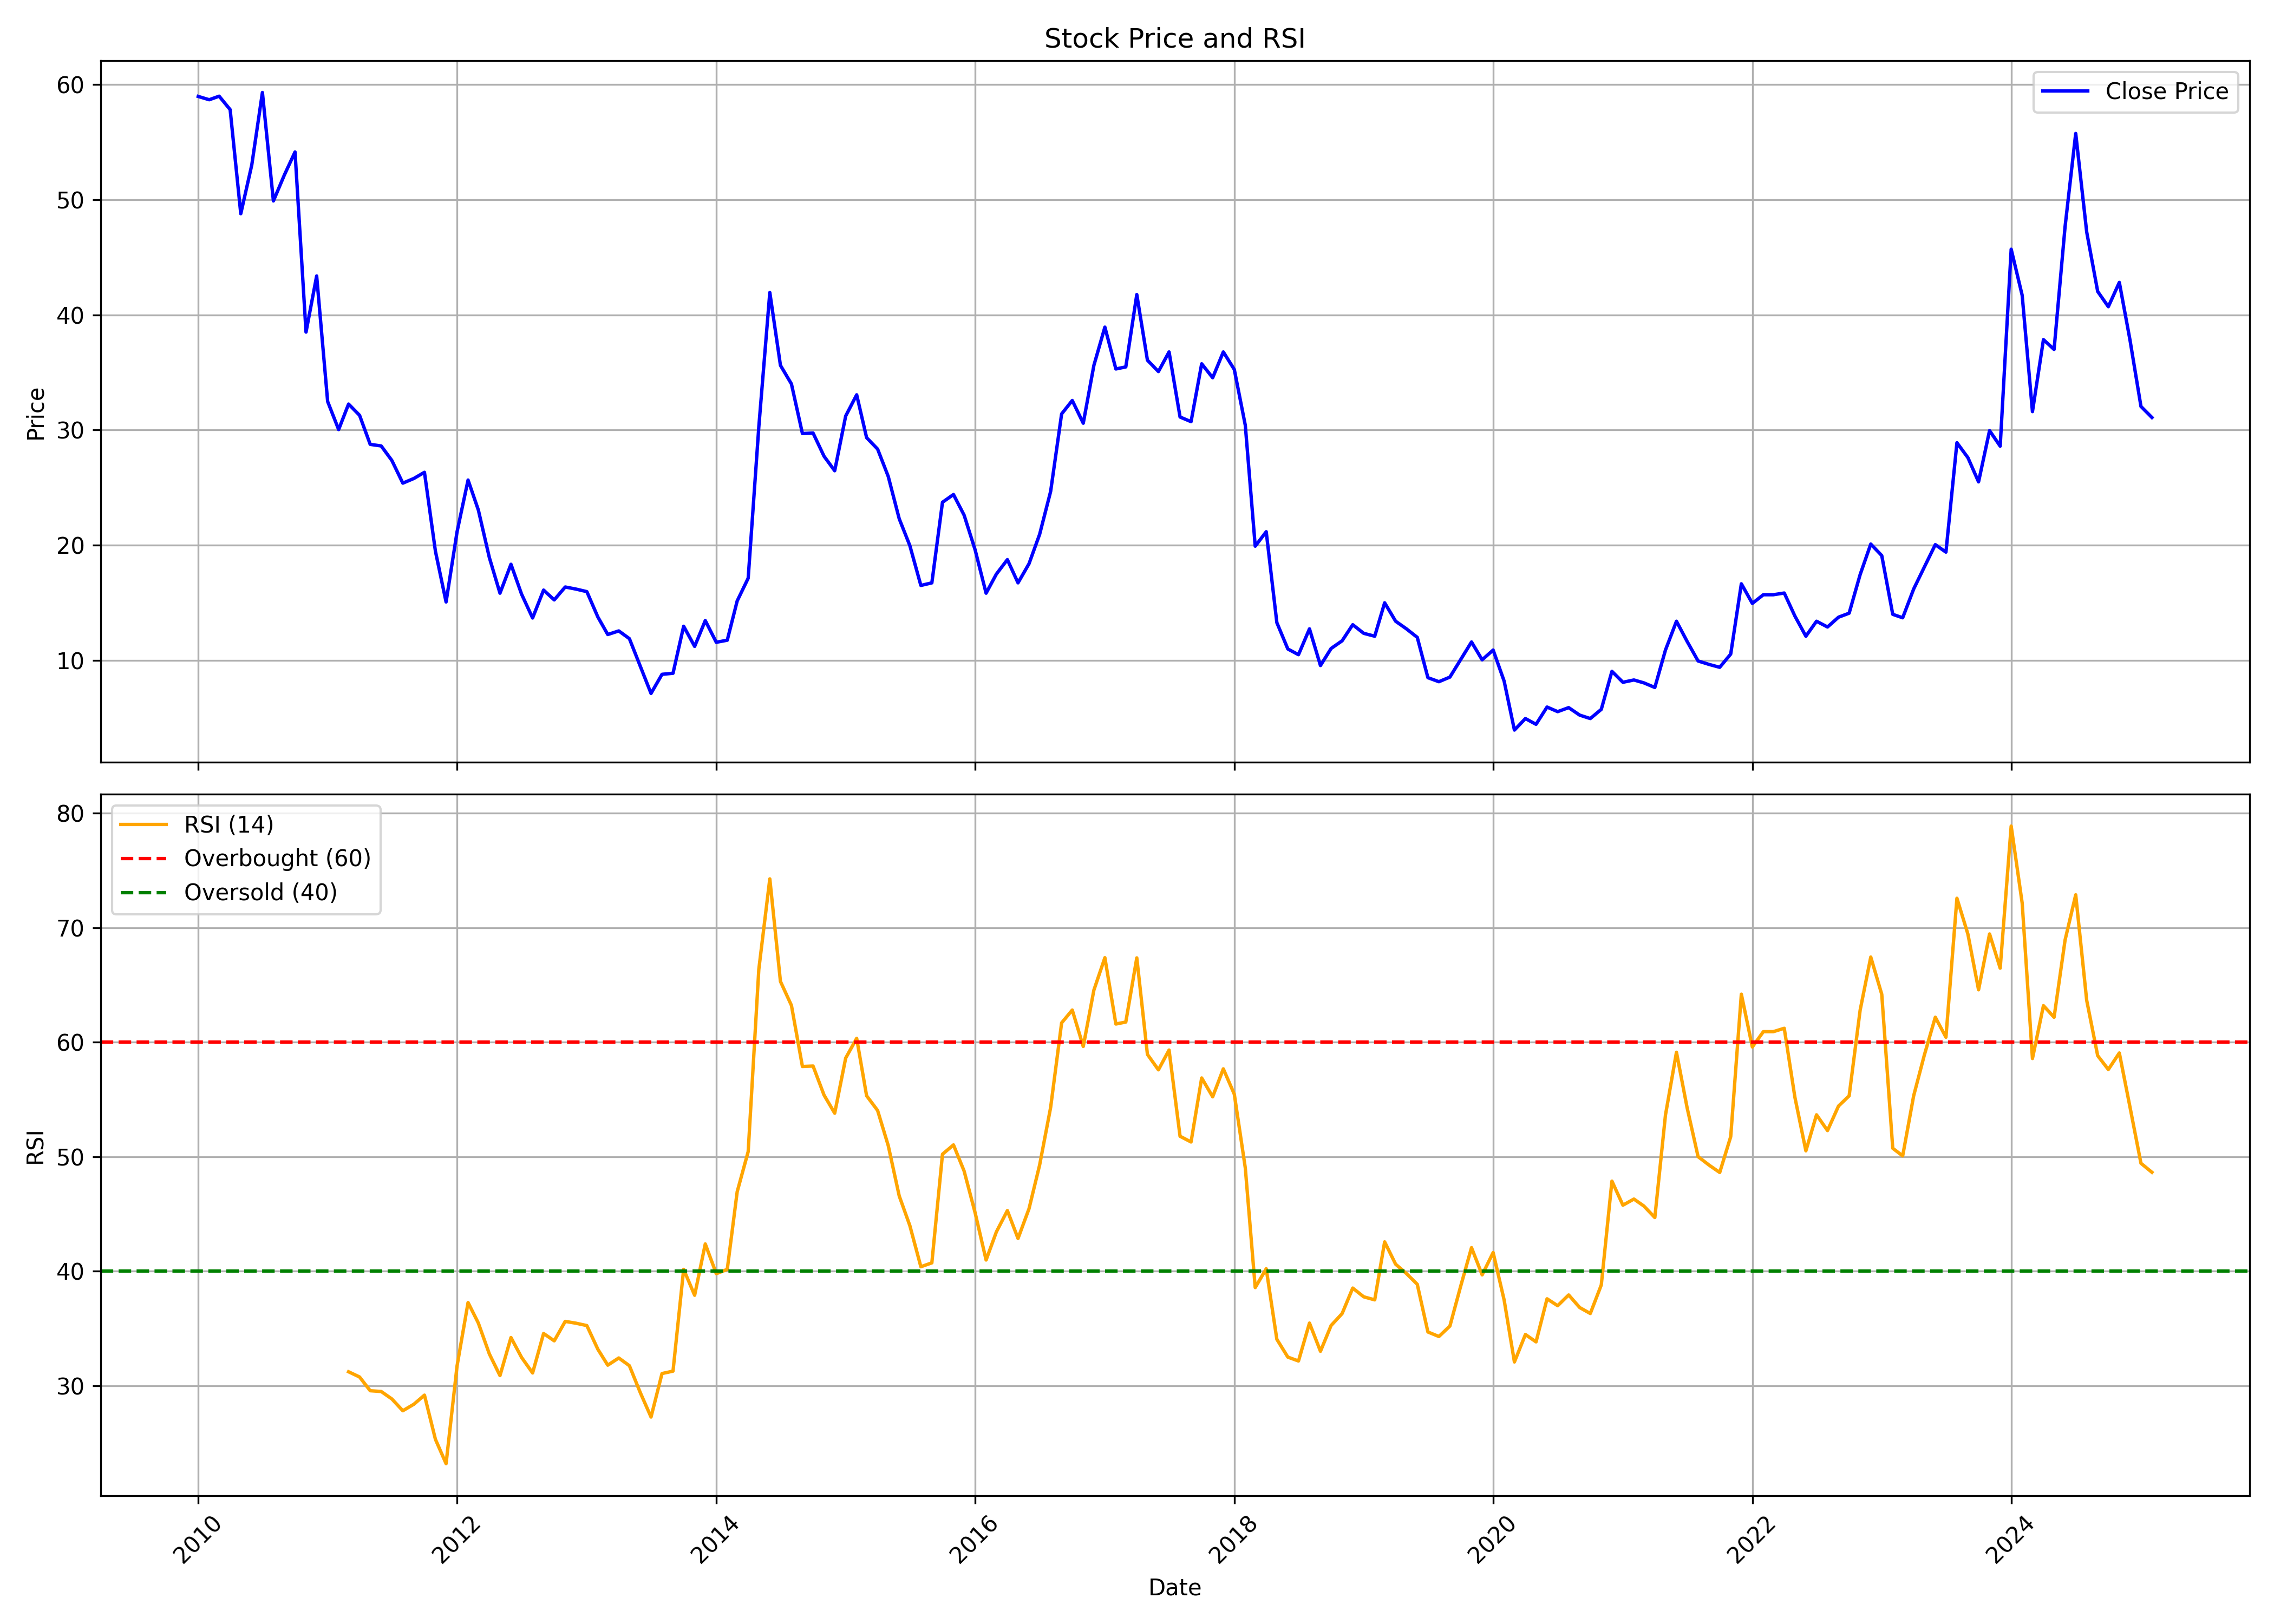 Stock Price and RSI
Close Price
Price
60
50
40
30
20
10
RSI (14)
Overbought (60)
Oversold (40)
RSI
80
70
60
50
40
30
2010
2012
2014
2016
2018
2020
2022
2024
Date